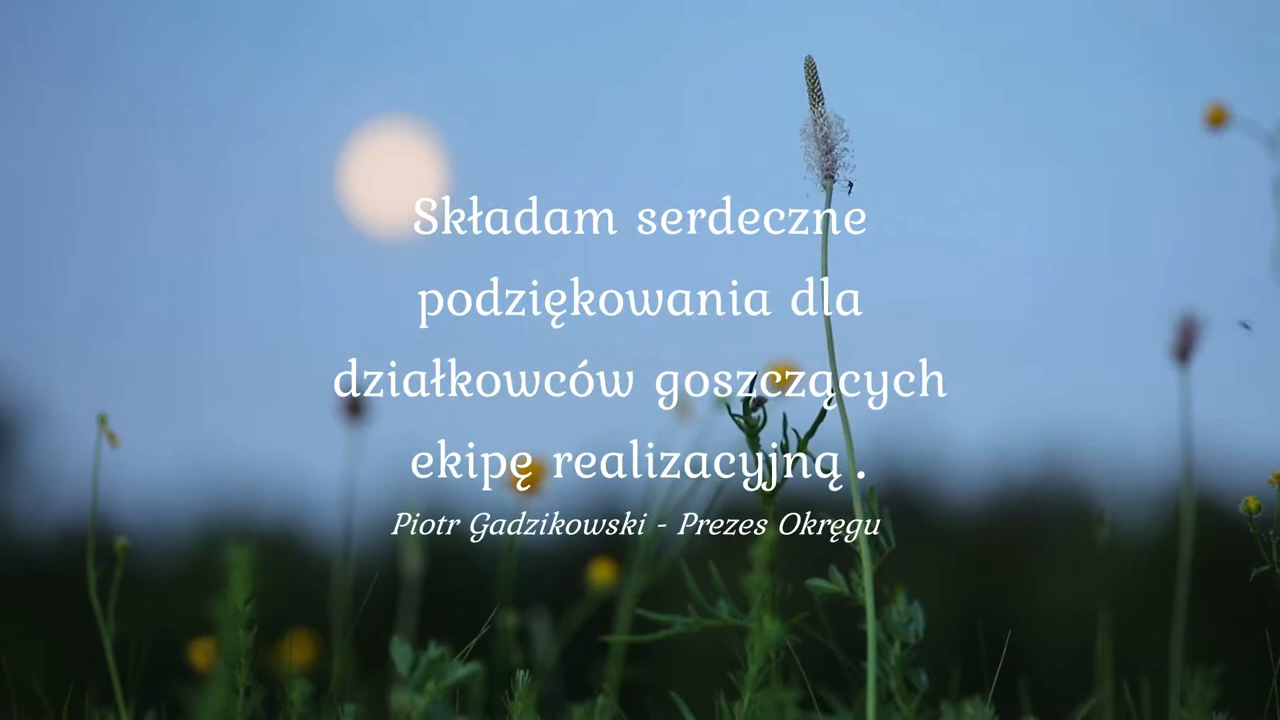 Składam serdeczne
podziękowania dla
działkowców goszczących
ekipę realizacyjną .
Piotr Gadzikowski - Prezes Okręgu